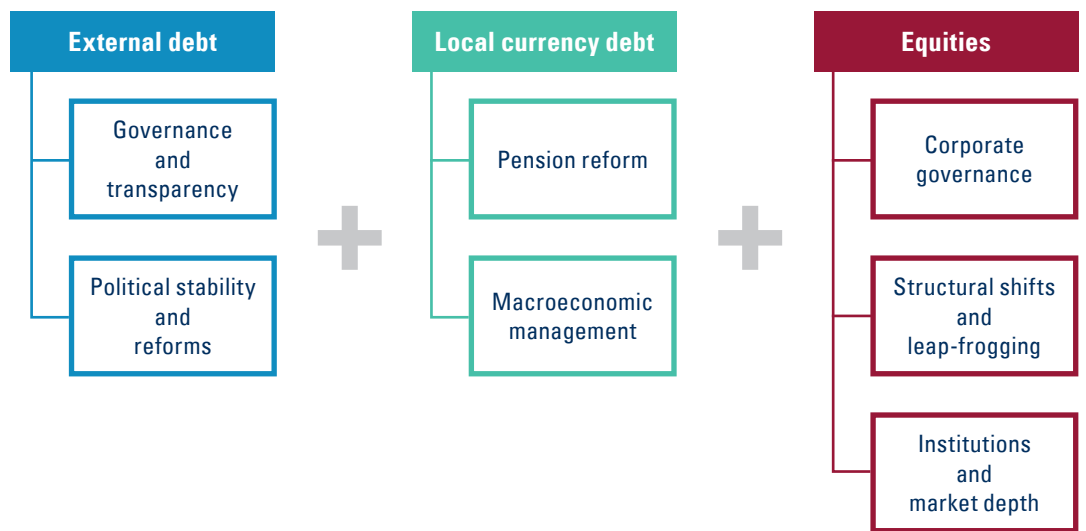 External debt
Governance
and
transparency
Political stability
and
reforms
Local currency debt
Pension reform
Macroeconomic
management
Equities
Corporate
governance
Structural shifts
and
leap-frogging
Institutions
and
market depth